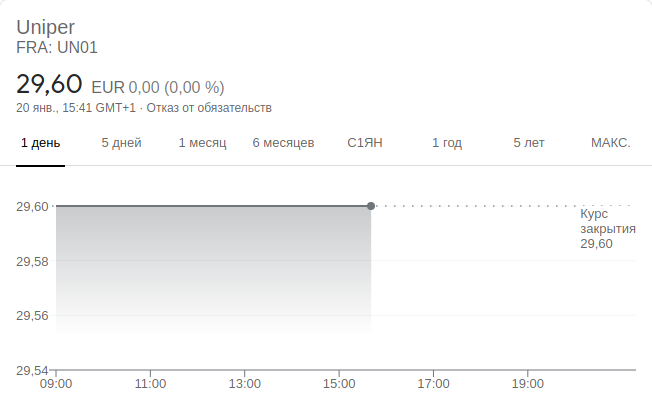 Uniper
FRA: UN01
29,60 EUR 0,00 (0,00 %)
20 янв., 15:41 GMT+1 · Отказ от обязательств
1 день 5 дней 1 месяц 6 месяцев С1ЯН 1 год 5 лет МАКС.
29,60
Курс
закрытия
29,60
29,58
29,56
29,54
09:00 11:00 13:00 15:00 17:00 19:00